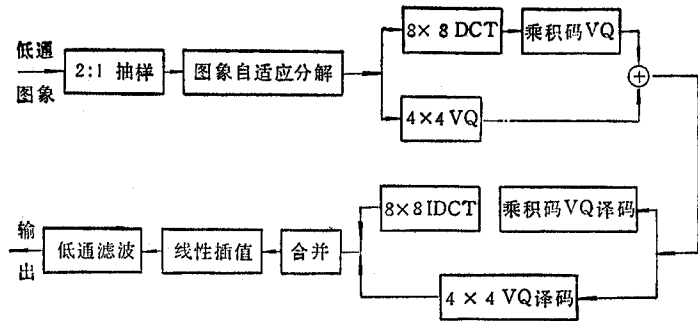 低通
图象
2:1 抽样
图象自适应分解
8×8 DCT
乘积码VQ
4×4 VQ
+
8×8 IDCT
乘积码VQ译码
4×4 VQ译码
合并
线性插值
低通滤波
输
出